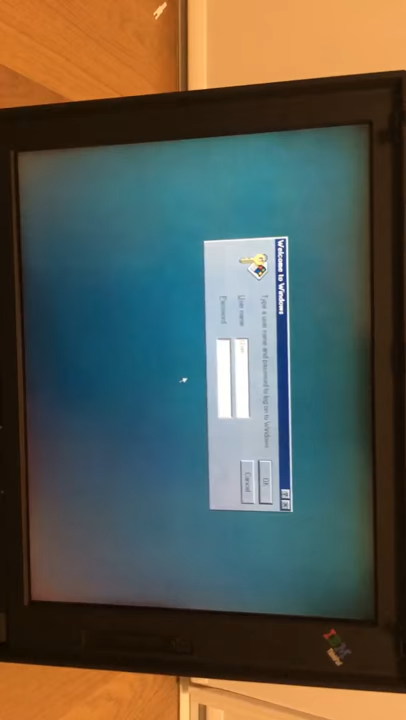 Welcome to Windows
Type a user name and password to log on to Windows.
User name
Password
OK
Cancel
IBM